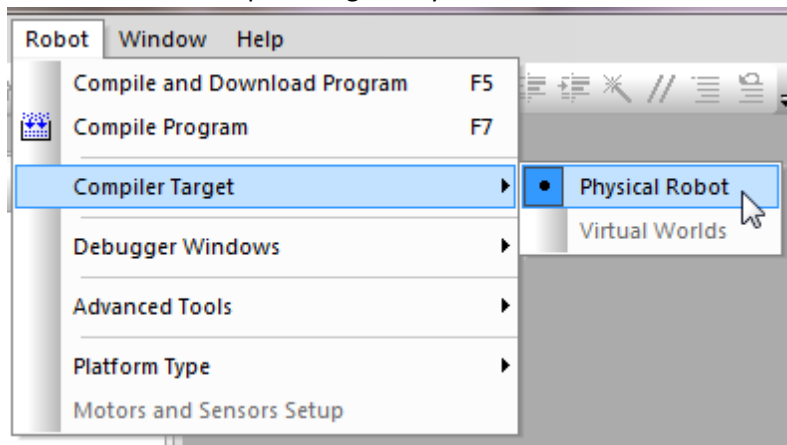 Robot Window Help
Compile and Download Program F5
Compile Program F7
Compiler Target
Physical Robot
Virtual Worlds
Debugger Windows
Advanced Tools
Platform Type
Motors and Sensors Setup